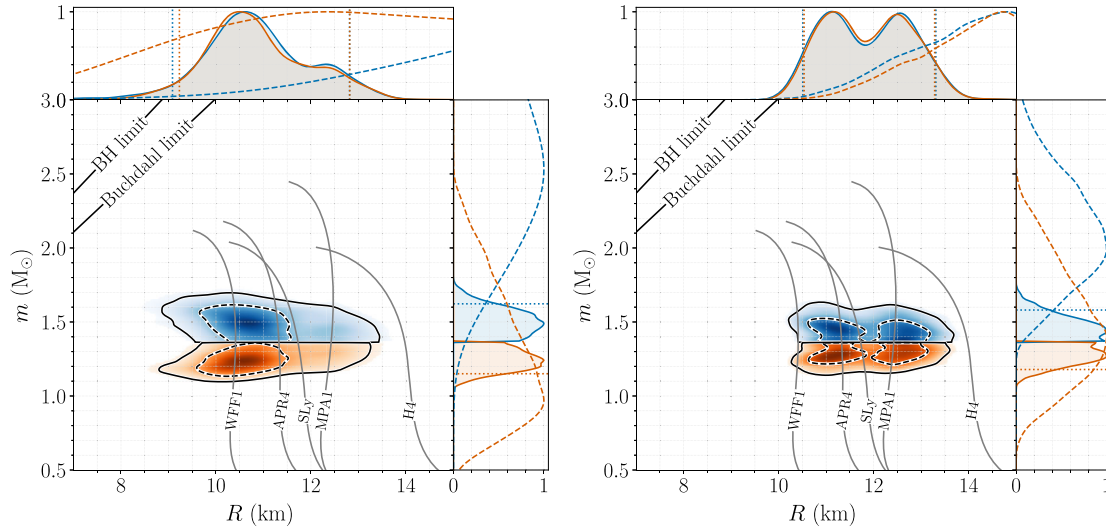 1
3.0
BH limit
Buchdahl limit
2.5
2.0
m (M⊙)
1.5
1.0
0.5
WFF1
APR4
SLy
MPA1
H4
8
10
12
14
0
1
R (km)
1
3.0
BH limit
Buchdahl limit
2.5
2.0
m (M⊙)
1.5
1.0
0.5
WFF1
APR4
SLy
MPA1
H4
8
10
12
14
0
1
R (km)